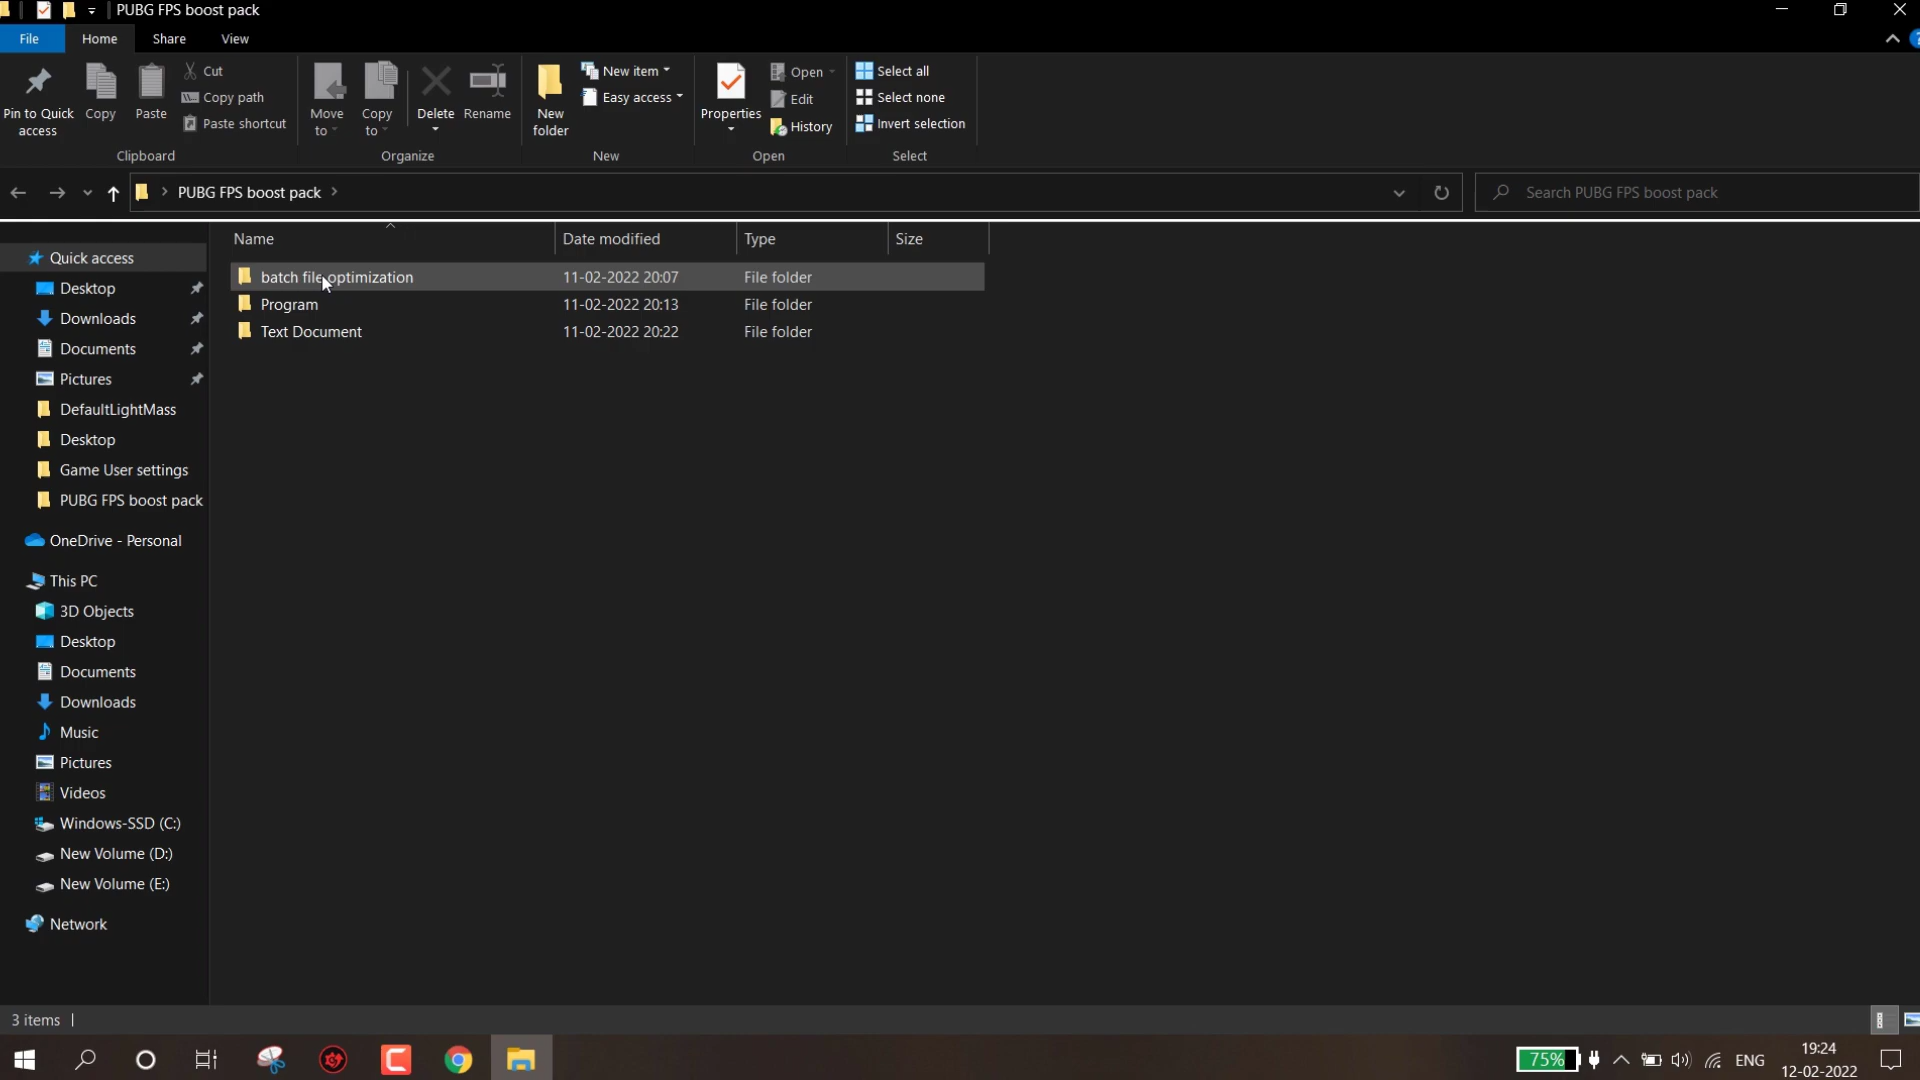 PUBG FPS boost pack
File Home Share View
Pin to Quick access
Copy
Paste
Cut
Copy path
Paste shortcut
Clipboard
Move to
Copy to
Delete
Rename
Organize
New folder
New item
Easy access
New
Properties
Open
Edit
History
Open
Select all
Select none
Invert selection
Select
PUBG FPS boost pack
Search PUBG FPS boost pack
Name Date modified Type Size
batch file optimization 11-02-2022 20:07 File folder
Program 11-02-2022 20:13 File folder
Text Document 11-02-2022 20:22 File folder
Quick access
Desktop
Downloads
Documents
Pictures
DefaultLightMass
Desktop
Game User settings
PUBG FPS boost pack
OneDrive - Personal
This PC
3D Objects
Desktop
Documents
Downloads
Music
Pictures
Videos
Windows-SSD (C:)
New Volume (D:)
New Volume (E:)
Network
3 items
75%
ENG
19:24
12-02-2022